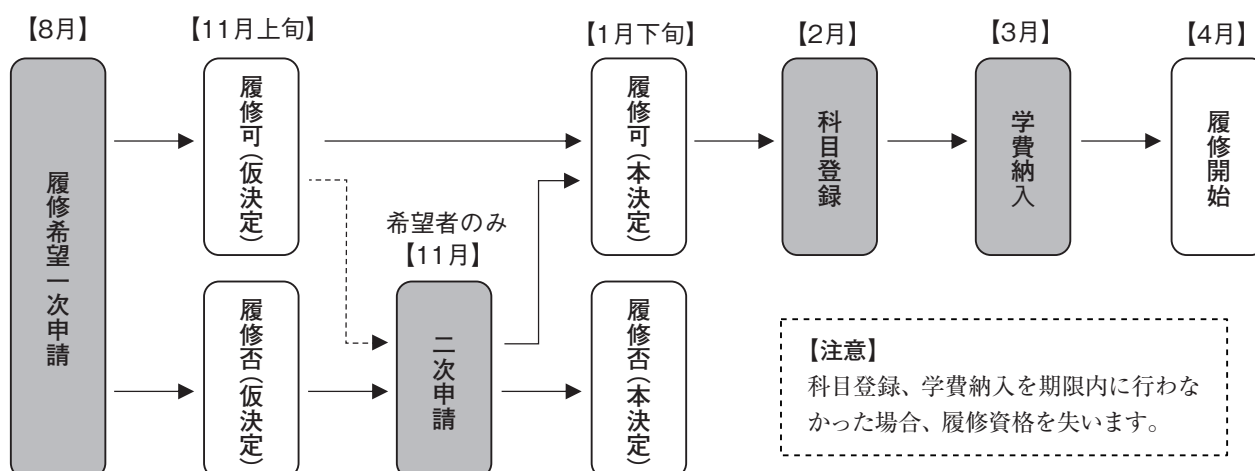 【8月】
履修希望一次申請
【11月上旬】
履修可（仮決定）
履修否（仮決定）
希望者のみ
【11月】
二次申請
【1月下旬】
履修可（本決定）
履修否（本決定）
【2月】
科目登録
【3月】
学費納入
【4月】
履修開始
【注意】
科目登録、学費納入を期限内に行わな
かった場合、履修資格を失います。